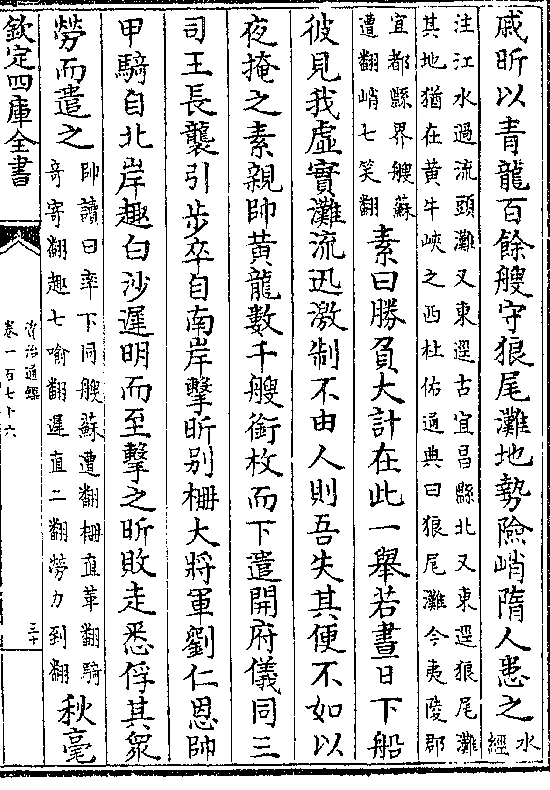 戚昕以青龍百餘艘守狼尾灘地勢險峭隋人患之水經
注江水過流頭灘又東逕古宜昌縣北又東逕狼尾灘
其地猶在黄牛峽之西杜佑通典曰狼尾灘今夷陵郡
宜都縣界艘蘇
遭翻峭七笑翻
素曰勝負大計在此一舉若晝日下船
彼見我虛實灘流迅激制不由人則吾失其便不如以
夜掩之素親帥黄龍數千艘銜枚而下遣開府儀同三
司王長襲引步卒自南岸擊昕别柵大將軍劉仁恩帥
甲騎自北岸趣白沙遲明而至擊之昕敗走悉俘其衆
勞而遣之
帥讀曰率下同艘蘇遭翻柵直革翻騎
奇寄翻趣七喻翻遲直二翻勞力到翻
秋毫
欽定四庫全書
資治通鑑
卷一百七十六
三十